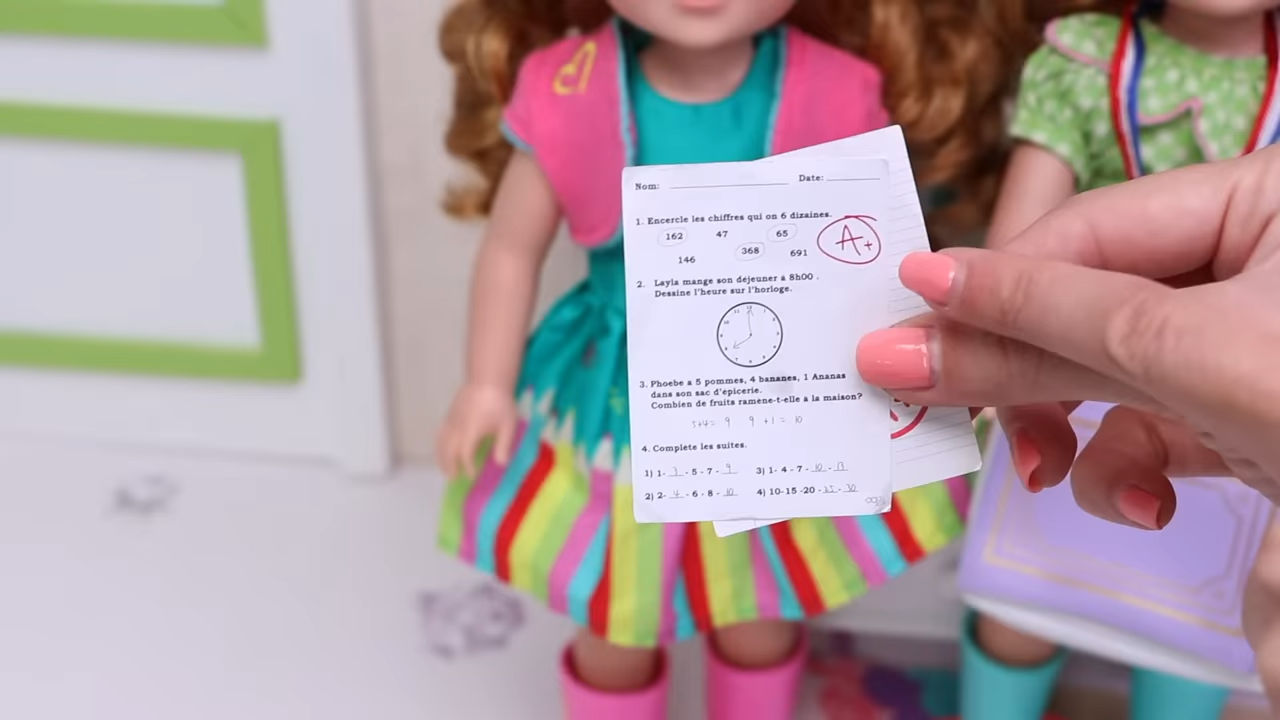 Nom: Date:
1. Encercle les chiffres qui on 6 dizaines.
162 47 65
146 368 691
A+
2. Layla mange son déjeuner à 8h00 .
Dessine l'heure sur l'horloge.
3. Phoebe a 5 pommes, 4 bananes, 1 Ananas
dans son sac d'épicerie.
Combien de fruits ramène-t-elle à la maison?
5+4= 9 9 +1 = 10
4. Complète les suites.
1) 1- 3 - 5 - 7 - 9 3) 1- 4 - 7 - 10 - 13
2) 2- 4 - 6 - 8 - 10 4) 10-15 -20 - 25 - 30